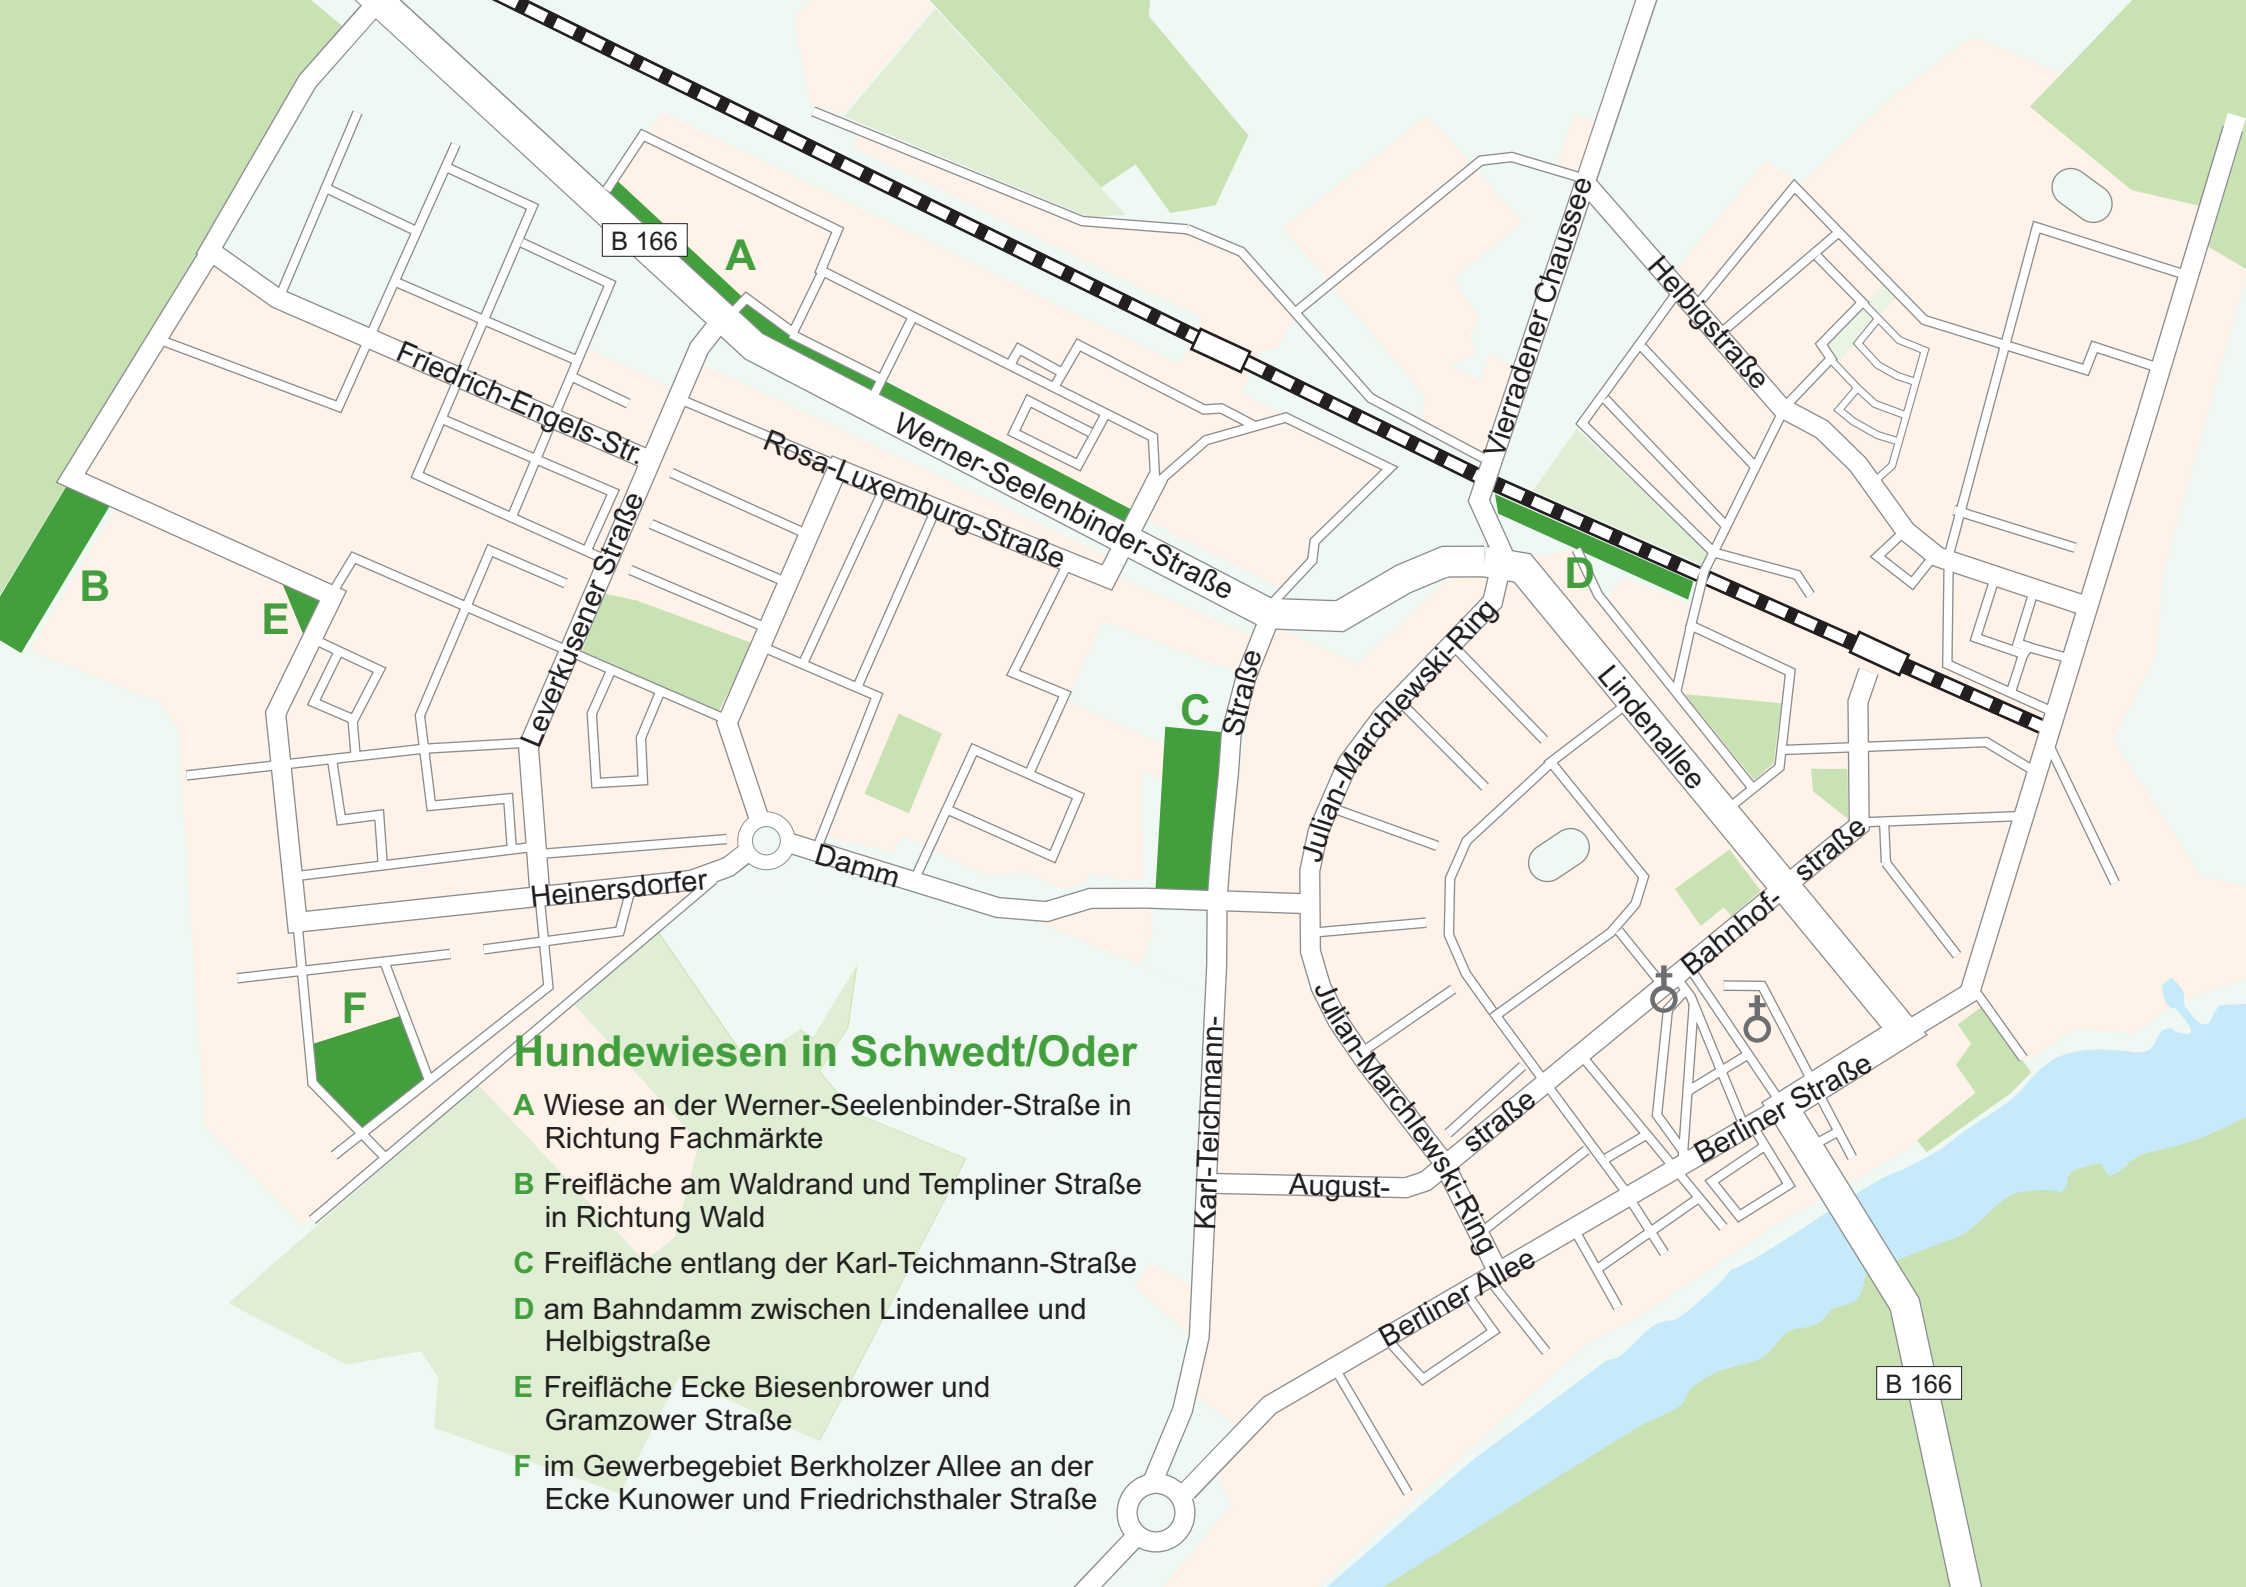 B 166
A
Vierradener Chaussee
Helbigstraße
Friedrich-Engels-Str.
Werner-Seelenbinder-Straße
Rosa-Luxemburg-Straße
Leverkusener Straße
B
E
D
C
Straße
Julian-Marchlewski-Ring
Lindenallee
Damm
Heinersdorfer
straße
Bahnhof-
F
Julian-Marchlewski-Ring
Karl-Teichmann-
straße
August-
Berliner Straße
Berliner Allee
B 166
Hundewiesen in Schwedt/Oder
A Wiese an der Werner-Seelenbinder-Straße in
Richtung Fachmärkte
B Freifläche am Waldrand und Templiner Straße
in Richtung Wald
C Freifläche entlang der Karl-Teichmann-Straße
D am Bahndamm zwischen Lindenallee und
Helbigstraße
E Freifläche Ecke Biesenbrower und
Gramzower Straße
F im Gewerbegebiet Berkholzer Allee an der
Ecke Kunower und Friedrichsthaler Straße